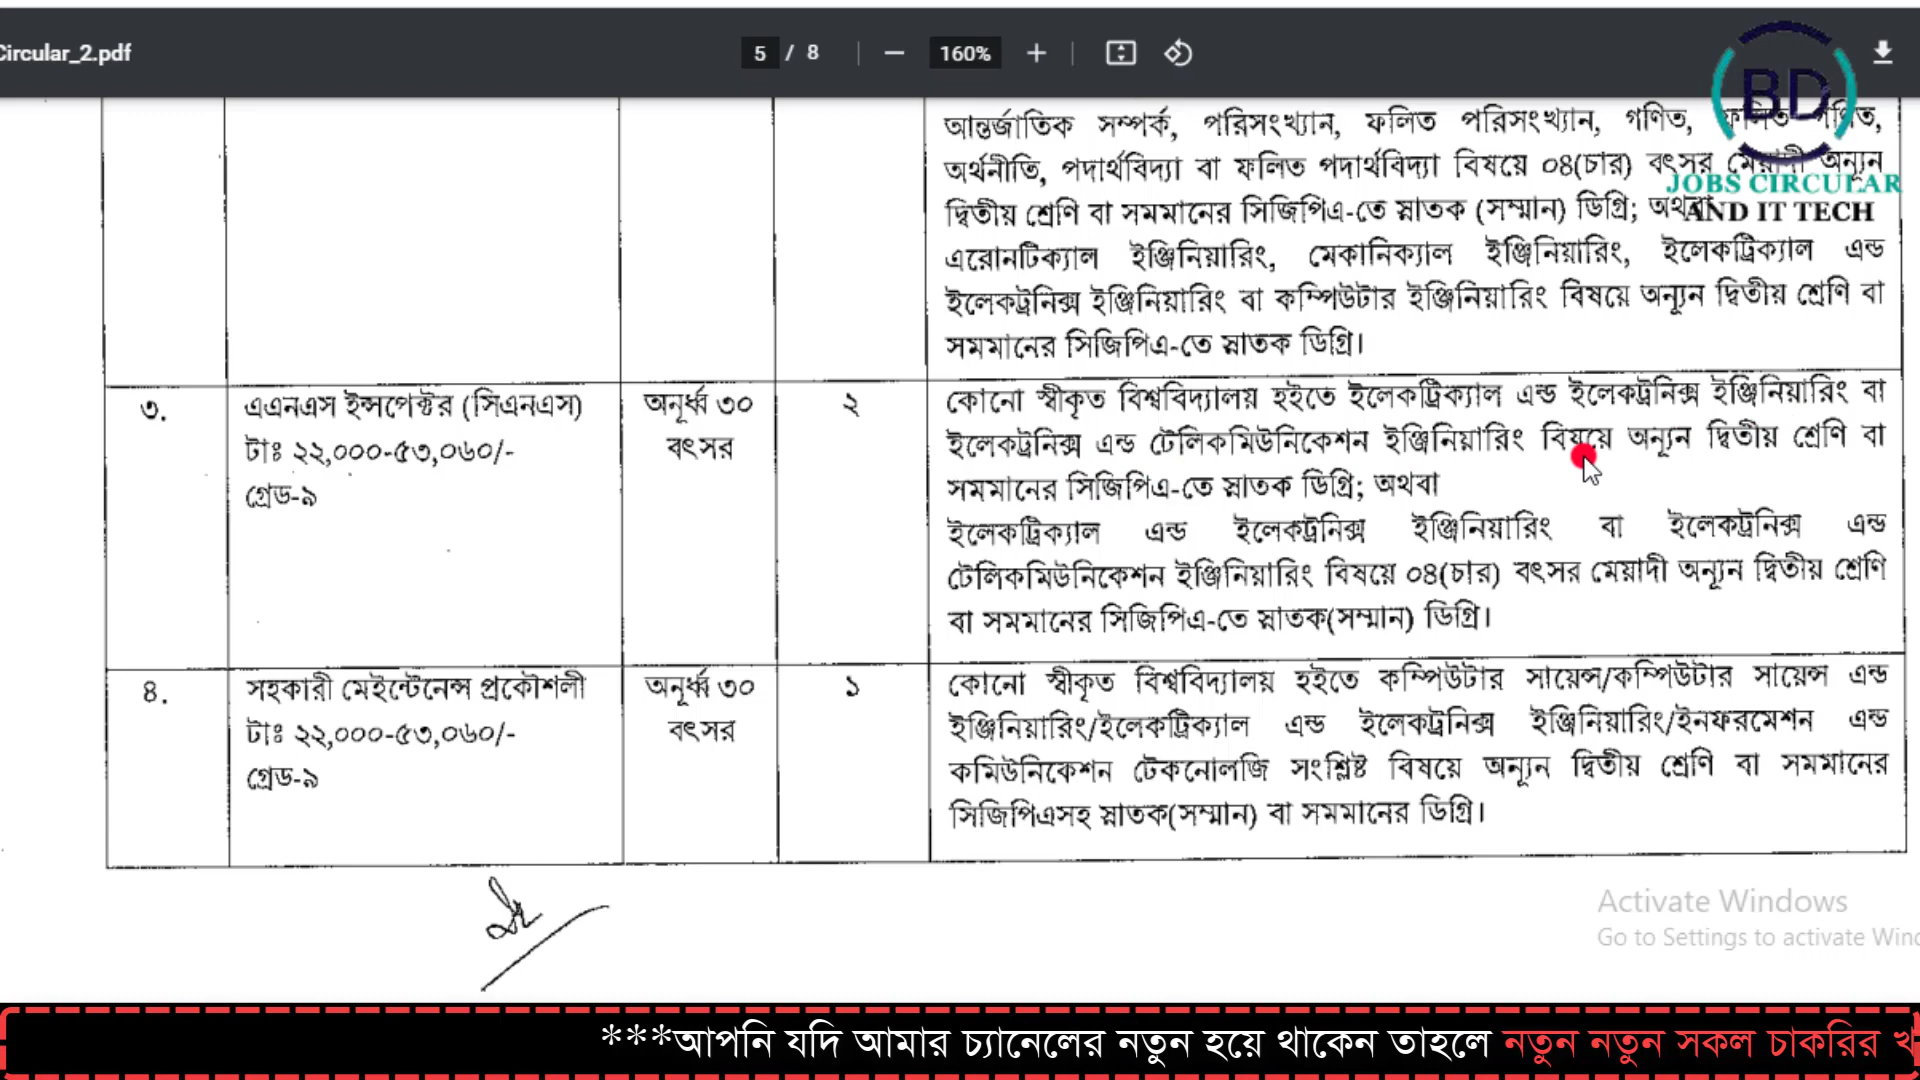 Circular_2.pdf
5 / 8
160%
BD
JOBS CIRCULAR
AND IT TECH
আন্তর্জাতিক সম্পর্ক, পরিসংখ্যান, ফলিত পরিসংখ্যান, গণিত, ফলিত গণিত,
অর্থনীতি, পদার্থবিদ্যা বা ফলিত পদার্থবিদ্যা বিষয়ে ০৪(চার) বৎসর মেয়াদী অন্যূন
দ্বিতীয় শ্রেণি বা সমমানের সিজিপিএ-তে স্নাতক (সম্মান) ডিগ্রি; অথবা
এরোনটিক্যাল ইঞ্জিনিয়ারিং, মেকানিক্যাল ইঞ্জিনিয়ারিং, ইলেকট্রিক্যাল এন্ড
ইলেকট্রনিক্স ইঞ্জিনিয়ারিং বা কম্পিউটার ইঞ্জিনিয়ারিং বিষয়ে অন্যূন দ্বিতীয় শ্রেণি বা
সমমানের সিজিপিএ-তে স্নাতক ডিগ্রি।
৩.
এএনএস ইন্সপেক্টর (সিএনএস)
টাঃ ২২,০০০-৫৩,০৬০/-
গ্রেড-৯
অনূর্ধ্ব ৩০
বৎসর
২
কোনো স্বীকৃত বিশ্ববিদ্যালয় হইতে ইলেকট্রিক্যাল এন্ড ইলেকট্রনিক্স ইঞ্জিনিয়ারিং বা
ইলেকট্রনিক্স এন্ড টেলিকমিউনিকেশন ইঞ্জিনিয়ারিং বিষয়ে অন্যূন দ্বিতীয় শ্রেণি বা
সমমানের সিজিপিএ-তে স্নাতক ডিগ্রি; অথবা
ইলেকট্রিক্যাল এন্ড ইলেকট্রনিক্স ইঞ্জিনিয়ারিং বা ইলেকট্রনিক্স এন্ড
টেলিকমিউনিকেশন ইঞ্জিনিয়ারিং বিষয়ে ০৪(চার) বৎসর মেয়াদী অন্যূন দ্বিতীয় শ্রেণি
বা সমমানের সিজিপিএ-তে স্নাতক(সম্মান) ডিগ্রি।
৪.
সহকারী মেইন্টেনেন্স প্রকৌশলী
টাঃ ২২,০০০-৫৩,০৬০/-
গ্রেড-৯
অনূর্ধ্ব ৩০
বৎসর
১
কোনো স্বীকৃত বিশ্ববিদ্যালয় হইতে কম্পিউটার সায়েন্স/কম্পিউটার সায়েন্স এন্ড
ইঞ্জিনিয়ারিং/ইলেকট্রিক্যাল এন্ড ইলেকট্রনিক্স ইঞ্জিনিয়ারিং/ইনফরমেশন এন্ড
কমিউনিকেশন টেকনোলজি সংশ্লিষ্ট বিষয়ে অন্যূন দ্বিতীয় শ্রেণি বা সমমানের
সিজিপিএসহ স্নাতক(সম্মান) বা সমমানের ডিগ্রি।
Activate Windows
Go to Settings to activate Win
***আপনি যদি আমার চ্যানেলের নতুন হয়ে থাকেন তাহলে নতুন নতুন সকল চাকরির